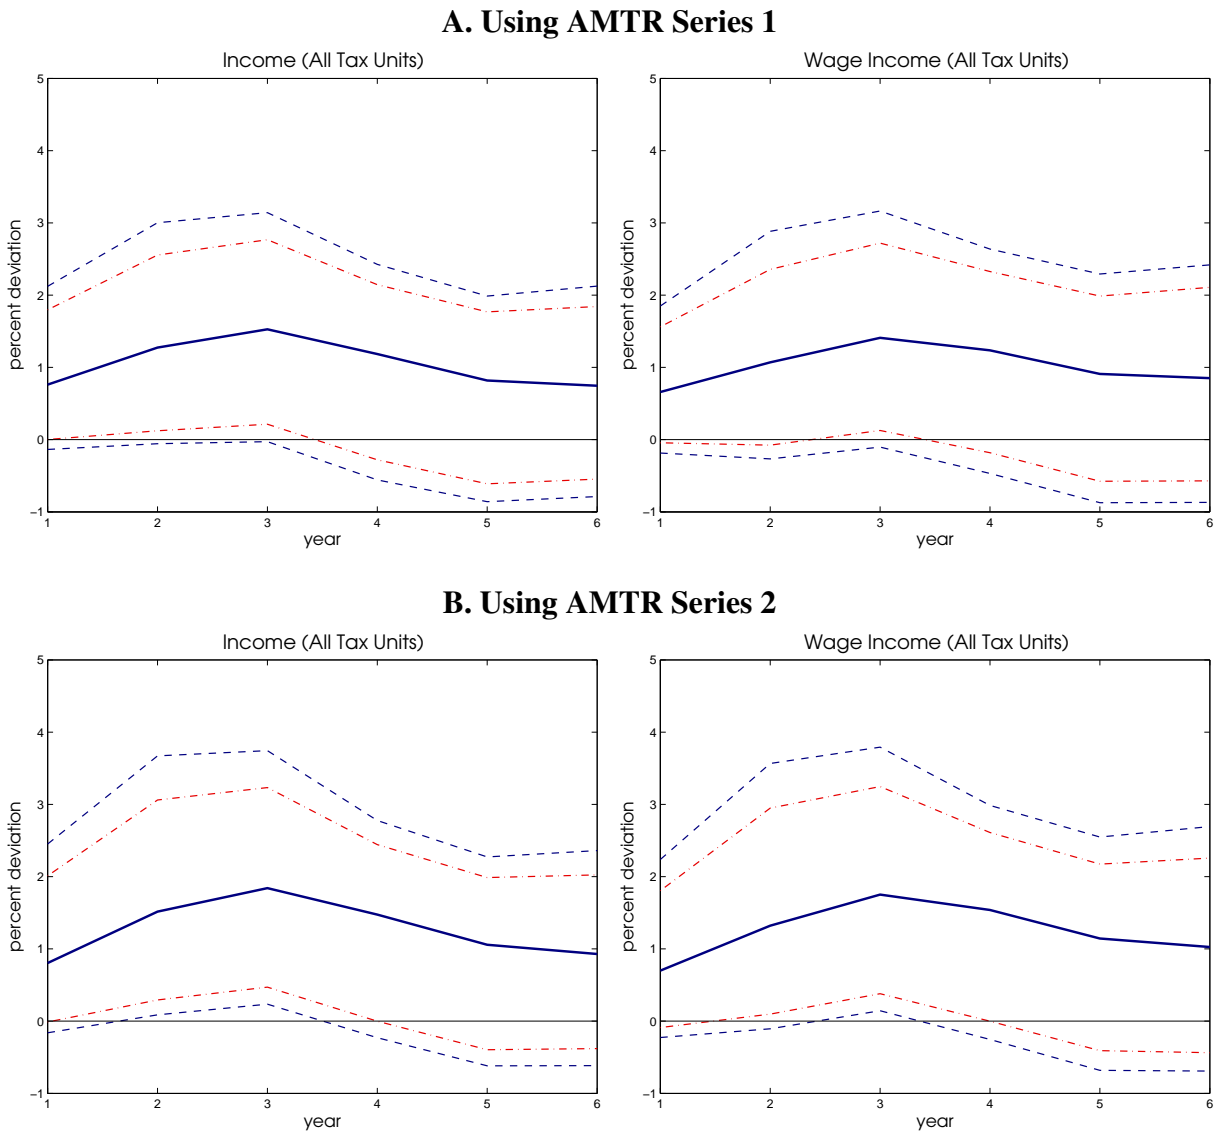 A. Using AMTR Series 1
Income (All Tax Units)
percent deviation
5
4
3
2
1
0
−1
1 2 3 4 5 6
year
Wage Income (All Tax Units)
percent deviation
5
4
3
2
1
0
−1
1 2 3 4 5 6
year
B. Using AMTR Series 2
Income (All Tax Units)
percent deviation
5
4
3
2
1
0
−1
1 2 3 4 5 6
year
Wage Income (All Tax Units)
percent deviation
5
4
3
2
1
0
−1
1 2 3 4 5 6
year